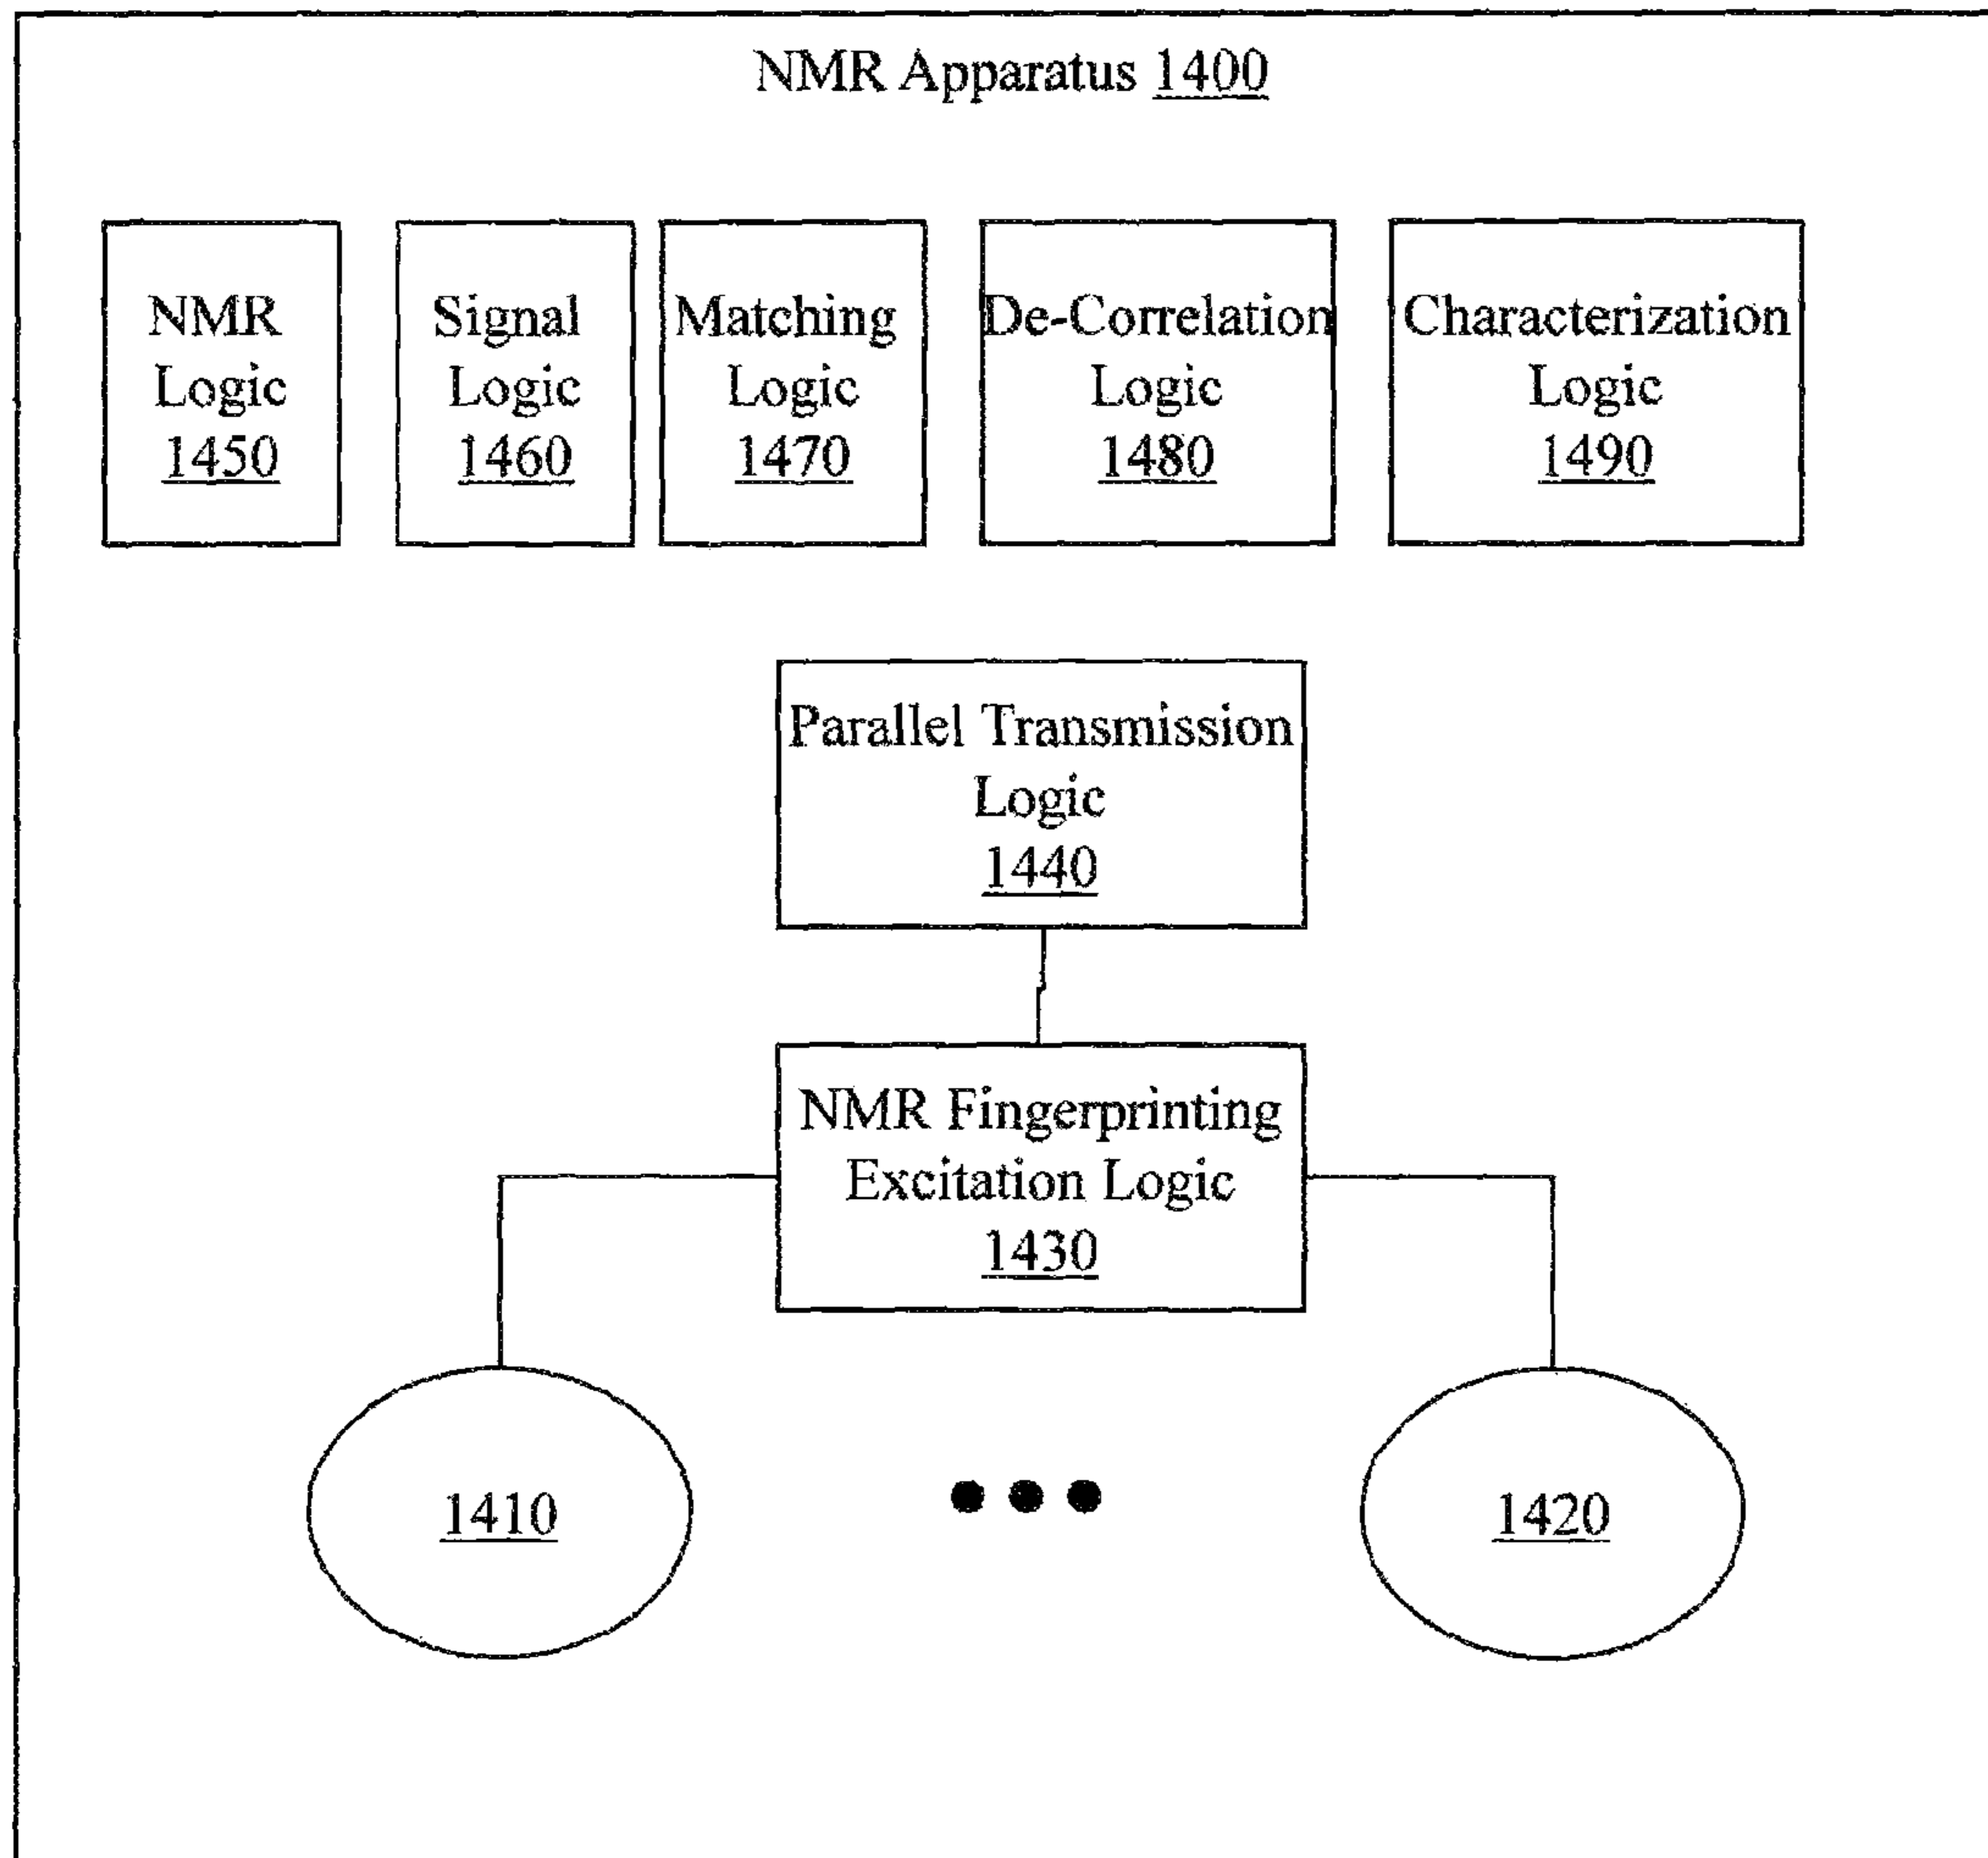 NMR Apparatus 1400
NMR
Logic
1450
Signal
Logic
1460
Matching
Logic
1470
De-Correlation
Logic
1480
Characterization
Logic
1490
Parallel Transmission
Logic
1440
NMR Fingerprinting
Excitation Logic
1430
1410
1420